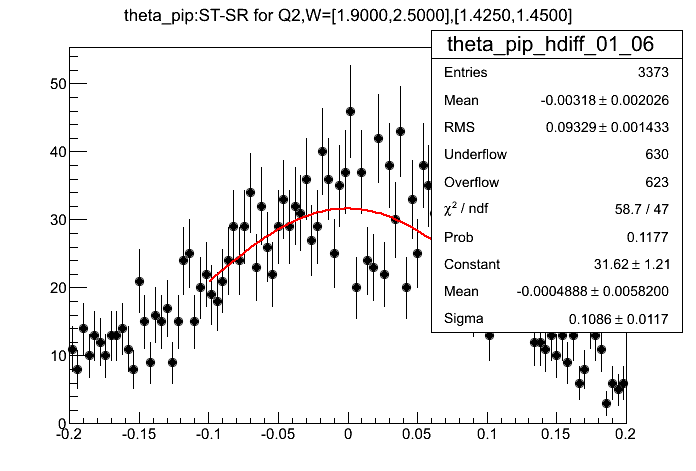 theta_pip:ST-SR for Q2,W=[1.9000,2.5000],[1.4250,1.4500]
theta_pip_hdiff_01_06
Entries 3373
Mean -0.00318 ± 0.002026
RMS 0.09329 ± 0.001433
Underflow 630
Overflow 623
χ² / ndf 58.7 / 47
Prob 0.1177
Constant 31.62 ± 1.21
Mean -0.0004888 ± 0.0058200
Sigma 0.1086 ± 0.0117
50
40
30
20
10
0
-0.2 -0.15 -0.1 -0.05 0 0.05 0.1 0.15 0.2